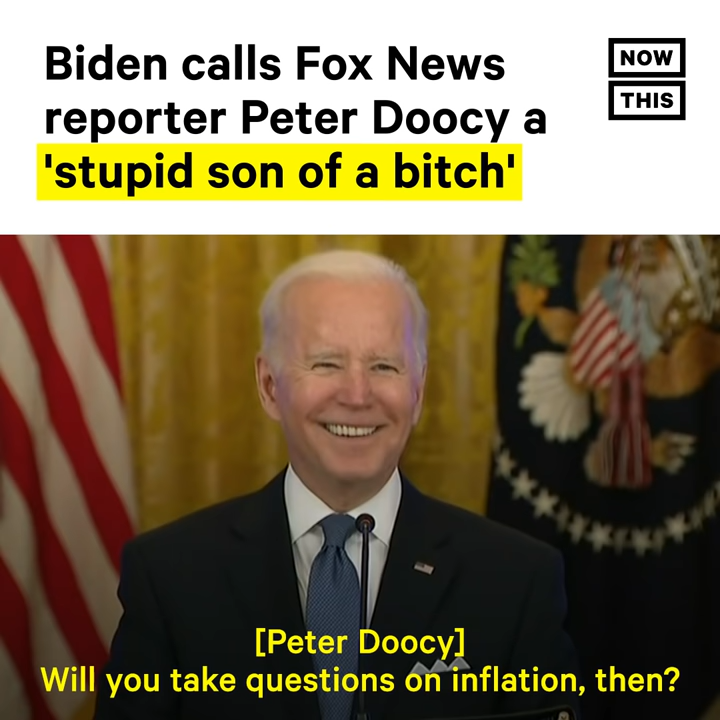 Biden calls Fox News
reporter Peter Doocy a
'stupid son of a bitch'
NOW
THIS
[Peter Doocy]
Will you take questions on inflation, then?